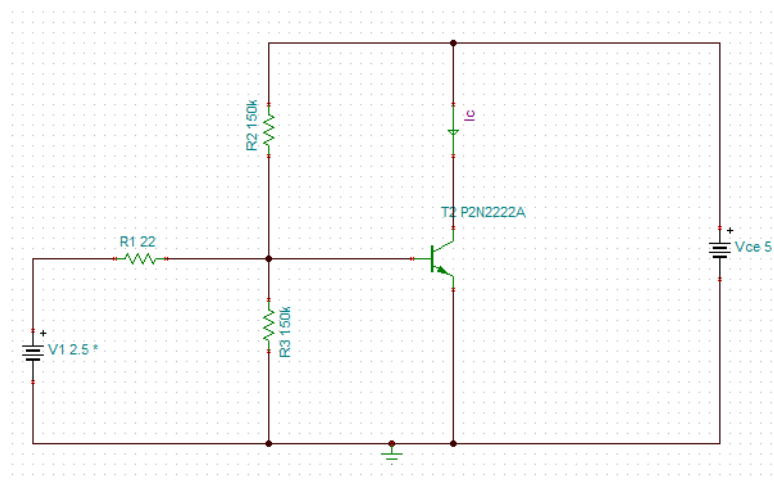 R2 150k
Ic
T2 P2N2222A
R1 22
+
Vce 5
R3 150k
+
V1 2.5 *